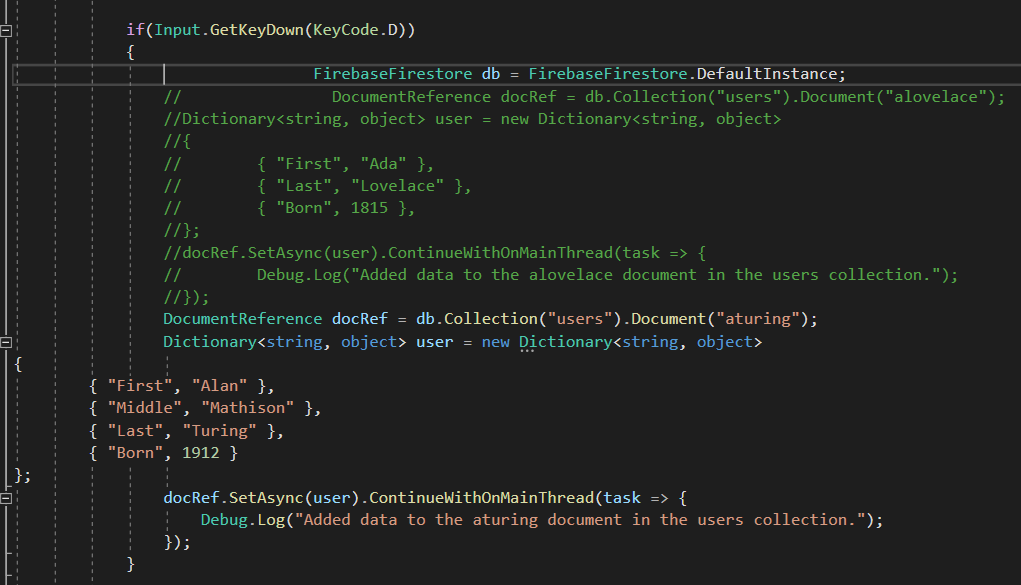 if(Input.GetKeyDown(KeyCode.D))
{
FirebaseFirestore db = FirebaseFirestore.DefaultInstance;
// DocumentReference docRef = db.Collection("users").Document("alovelace");
//Dictionary<string, object> user = new Dictionary<string, object>
//{
// { "First", "Ada" },
// { "Last", "Lovelace" },
// { "Born", 1815 },
//};
//docRef.SetAsync(user).ContinueWithOnMainThread(task => {
// Debug.Log("Added data to the alovelace document in the users collection.");
//});
DocumentReference docRef = db.Collection("users").Document("aturing");
Dictionary<string, object> user = new Dictionary<string, object>
{
{ "First", "Alan" },
{ "Middle", "Mathison" },
{ "Last", "Turing" },
{ "Born", 1912 }
};
docRef.SetAsync(user).ContinueWithOnMainThread(task => {
Debug.Log("Added data to the aturing document in the users collection.");
});
}